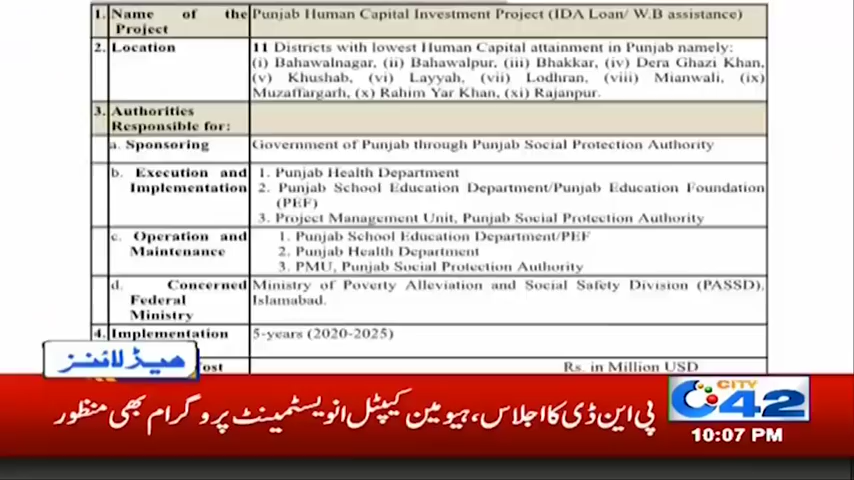 1. Name of the Punjab Human Capital Investment Project (IDA Loan/ W.B assistance)
Project
2. Location 11 Districts with lowest Human Capital attainment in Punjab namely:
(i) Bahawalnagar, (ii) Bahawalpur, (iii) Bhakkar, (iv) Dera Ghazi Khan,
(v) Khushab, (vi) Layyah, (vii) Lodhran, (viii) Mianwali, (ix)
Muzaffargarh, (x) Rahim Yar Khan, (xi) Rajanpur.
3. Authorities
Responsible for:
a. Sponsoring Government of Punjab through Punjab Social Protection Authority
b. Execution and 1. Punjab Health Department
Implementation 2. Punjab School Education Department/Punjab Education Foundation
(PEF)
3. Project Management Unit, Punjab Social Protection Authority
c. Operation and 1. Punjab School Education Department/PEF
Maintenance 2. Punjab Health Department
3. PMU, Punjab Social Protection Authority
d. Concerned Ministry of Poverty Alleviation and Social Safety Division (PASSD),
Federal Islamabad.
Ministry
4. Implementation 5-years (2020-2025)
Rs. in Million USD
ہیڈلائنز
پی این ڈی کا اجلاس، ہیومین کیپٹل انویسٹمینٹ پروگرام بھی منظور
CITY
42
10:07 PM